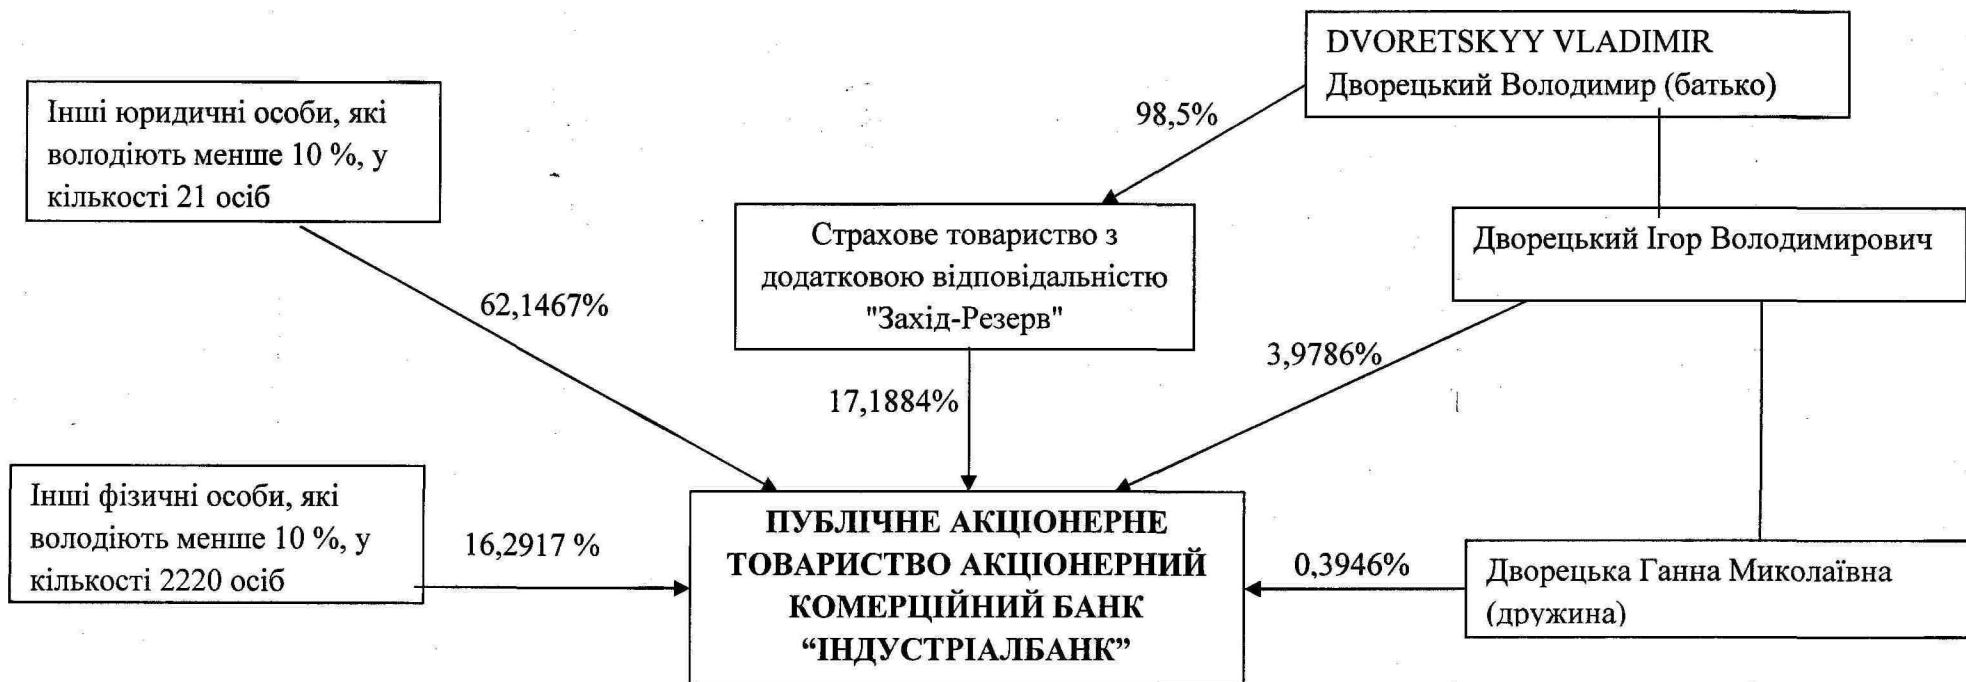 DVORETSKYY VLADIMIR
Дворецький Володимир (батько)
98,5%
Інші юридичні особи, які
володіють менше 10 %, у
кількості 21 осіб
Страхове товариство з
додатковою відповідальністю
"Захід-Резерв"
Дворецький Ігор Володимирович
62,1467%
17,1884%
3,9786%
Інші фізичні особи, які
володіють менше 10 %, у
кількості 2220 осіб
16,2917 %
ПУБЛІЧНЕ АКЦІОНЕРНЕ
ТОВАРИСТВО АКЦІОНЕРНИЙ
КОМЕРЦІЙНИЙ БАНК
“ІНДУСТРІАЛБАНК”
0,3946%
Дворецька Ганна Миколаївна
(дружина)